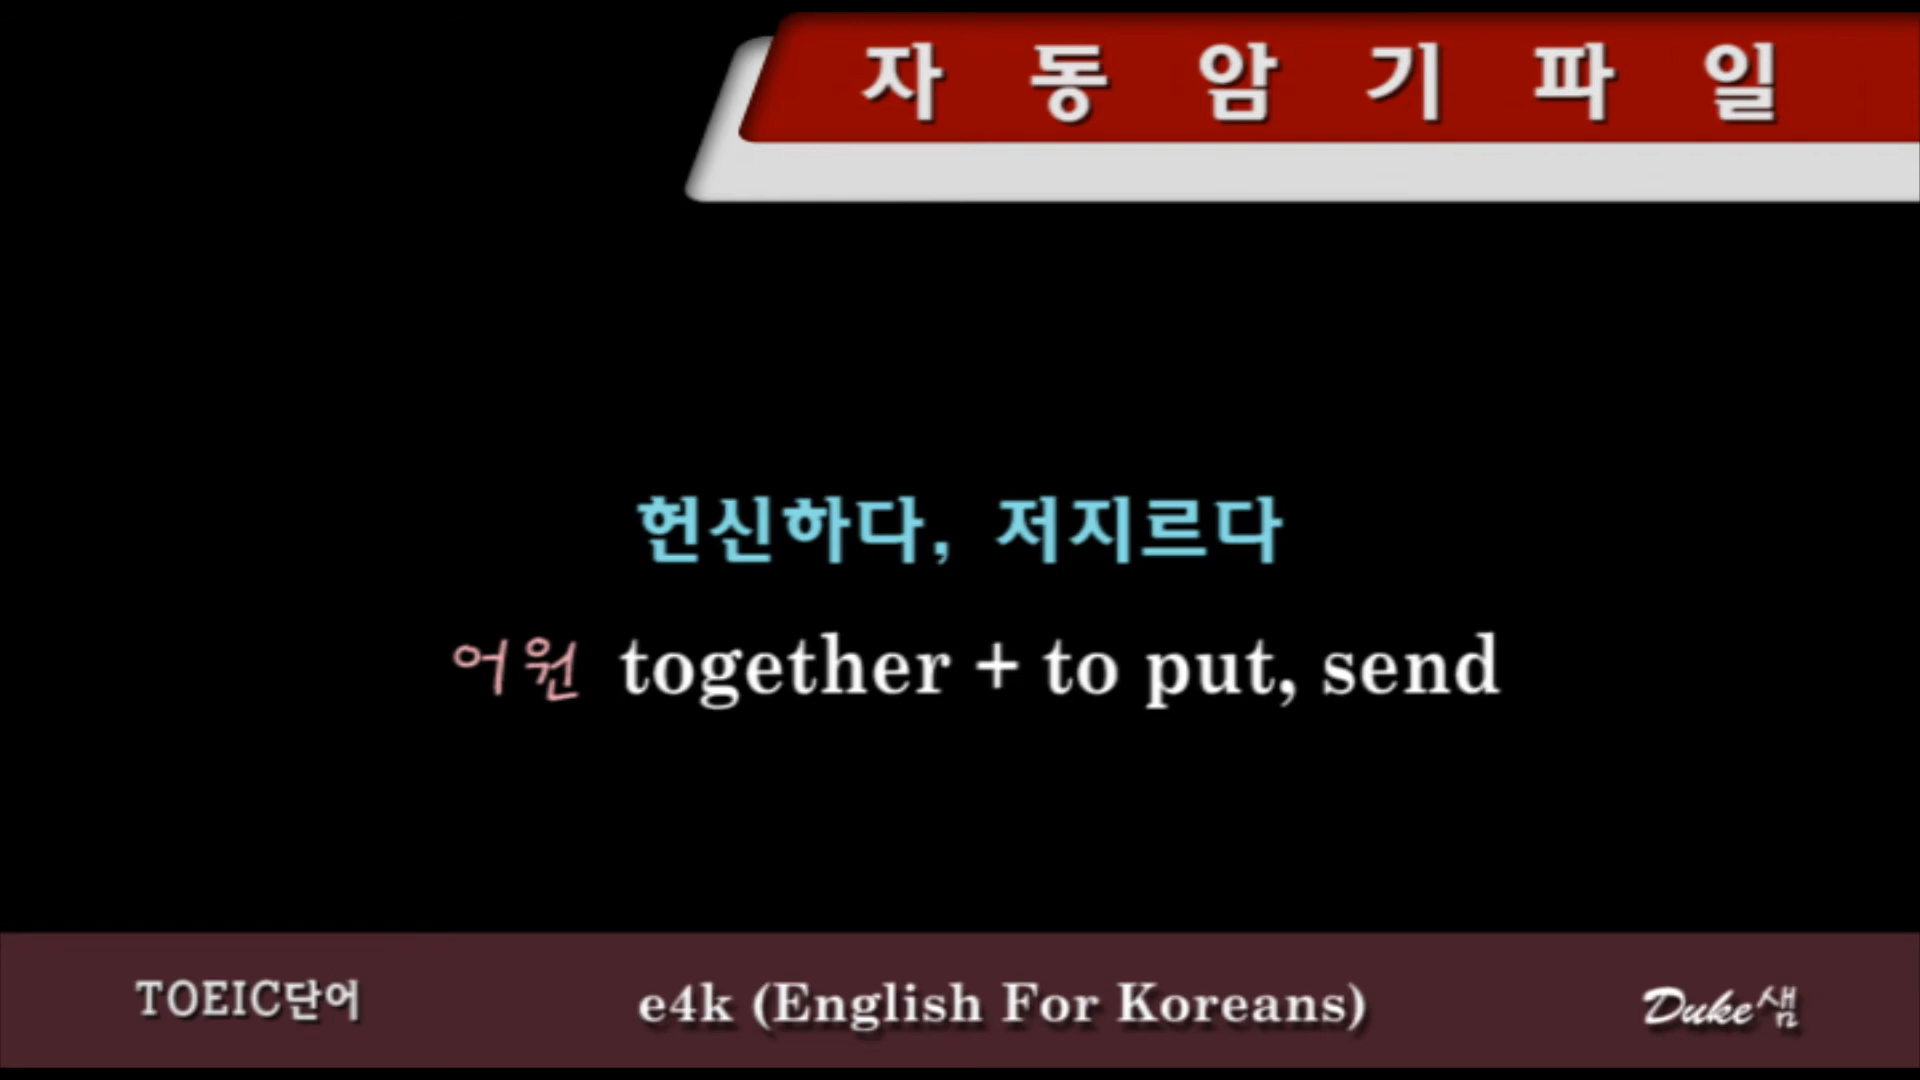 자동암기파일
헌신하다, 저지르다
어원 together + to put, send
TOEIC단어 e4k (English For Koreans) Duke샘